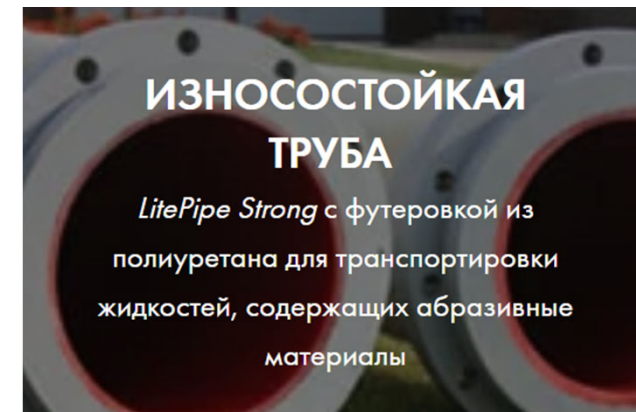 ИЗНОСОСТОЙКАЯ
ТРУБА
LitePipe Strong с футеровкой из
полиуретана для транспортировки
жидкостей, содержащих абразивные
материалы